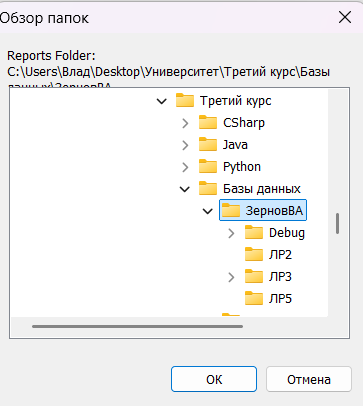 Обзор папок
Reports Folder:
C:\Users\Влад\Desktop\Университет\Третий курс\Базы
данных\ЗерновВА
Третий курс
CSharp
Java
Python
Базы данных
ЗерновВА
Debug
ЛР2
ЛР3
ЛР5
ОК
Отмена